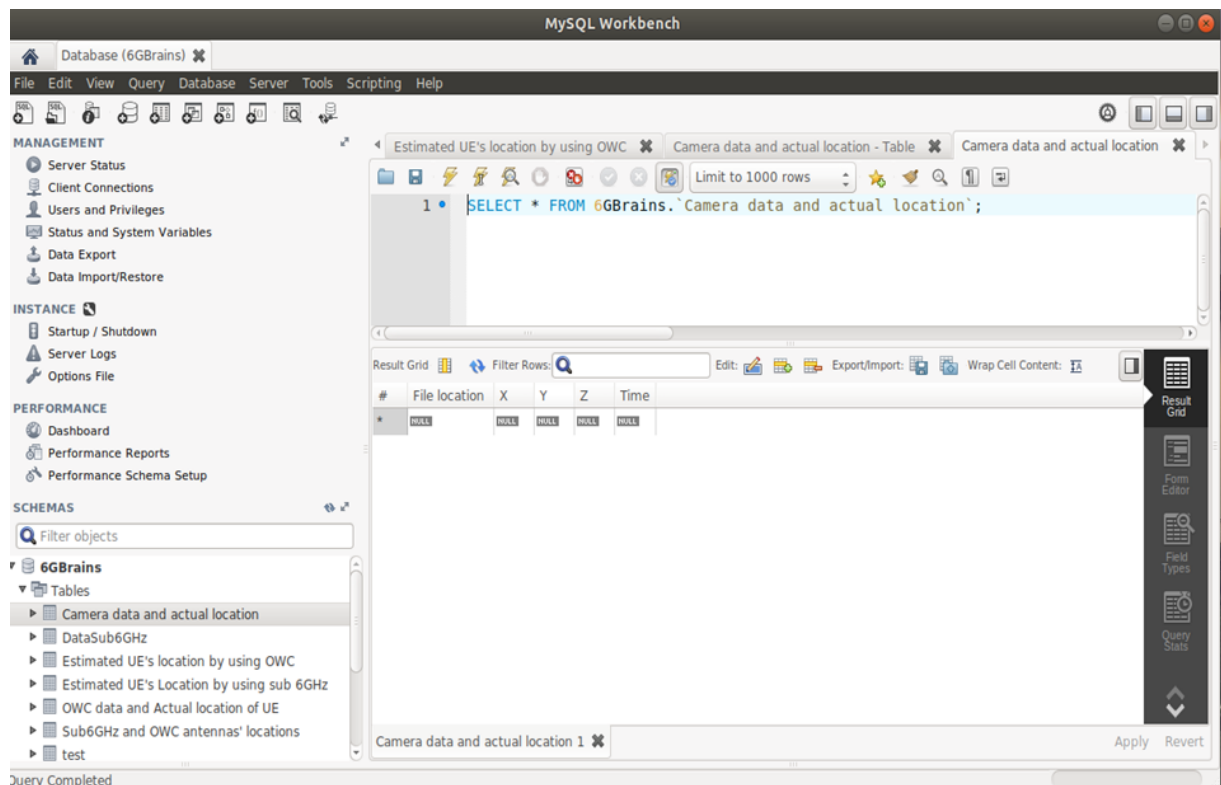 MySQL Workbench
Database (6GBrains)
File Edit View Query Database Server Tools Scripting Help
MANAGEMENT
Server Status
Client Connections
Users and Privileges
Status and System Variables
Data Export
Data Import/Restore
INSTANCE
Startup / Shutdown
Server Logs
Options File
PERFORMANCE
Dashboard
Performance Reports
Performance Schema Setup
SCHEMAS
Filter objects
6GBrains
Tables
Camera data and actual location
DataSub6GHz
Estimated UE's location by using OWC
Estimated UE's Location by using sub 6GHz
OWC data and Actual location of UE
Sub6GHz and OWC antennas' locations
test
Estimated UE's location by using OWC Camera data and actual location - Table Camera data and actual location
Limit to 1000 rows
1 SELECT * FROM 6GBrains.`Camera data and actual location`;
Result Grid Filter Rows: Edit: Export/Import: Wrap Cell Content:
# File location X Y Z Time
* NULL NULL NULL NULL NULL
Result
Grid
Form
Editor
Field
Types
Query
Stats
Camera data and actual location 1 Apply Revert
Query Completed